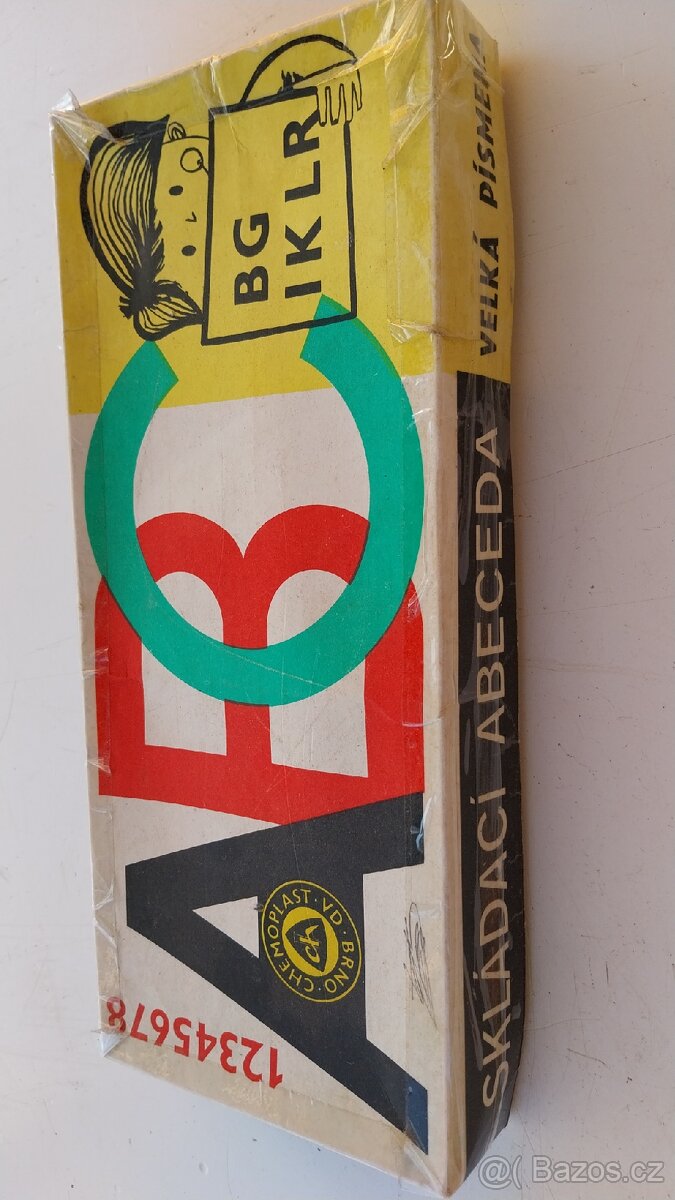 ABC
BG
IKLR
CHEMOPLAST · VD · BRNO ·
12345678
SKLÁDACÍ ABECEDA VELKÁ PÍSMENA
@( Bazos.cz